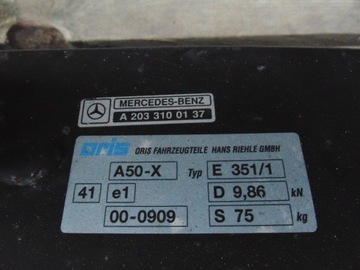 MERCEDES-BENZ
A 203 310 01 37
oris ORIS FAHRZEUGTEILE HANS RIEHLE GMBH
A50-X Typ E 351/1
41 e1 D 9,86 kN
00-0909 S 75 kg